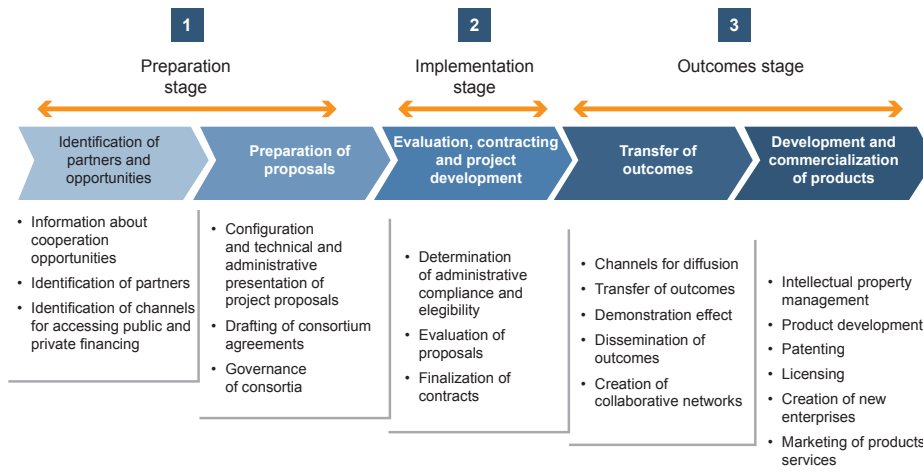 1
Preparation
stage
2
Implementation
stage
3
Outcomes stage
Identification of
partners and
opportunities
Preparation of
proposals
Evaluation, contracting
and project
development
Transfer of
outcomes
Development and
commercialization
of products
• Information about
cooperation
opportunities
• Identification of partners
• Identification of channels
for accessing public and
private financing
• Configuration
and technical and
administrative
presentation of
project proposals
• Drafting of consortium
agreements
• Governance
of consortia
• Determination
of administrative
compliance and
elegibility
• Evaluation of
proposals
• Finalization of
contracts
• Channels for diffusion
• Transfer of outcomes
• Demonstration effect
• Dissemination of
outcomes
• Creation of
collaborative networks
• Intellectual property
management
• Product development
• Patenting
• Licensing
• Creation of new
enterprises
• Marketing of products
services